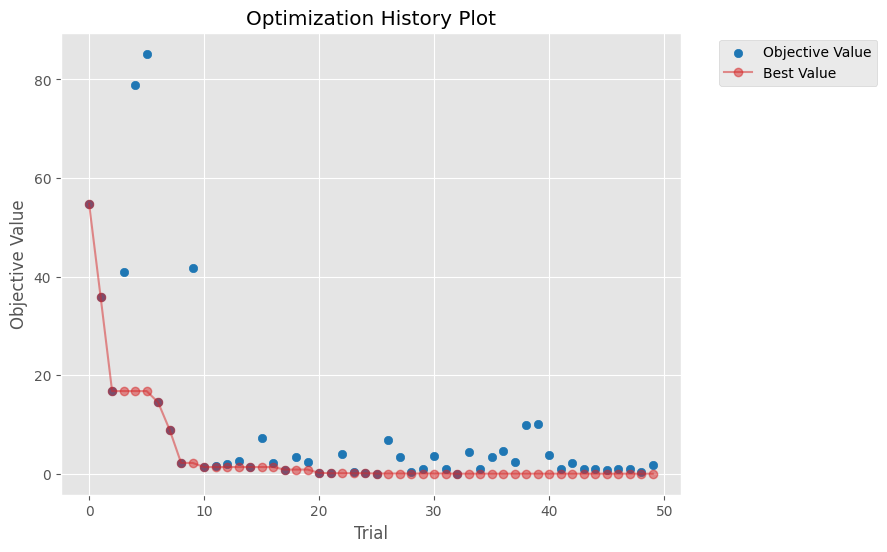 Optimization History Plot
Objective Value
Best Value
Objective Value
80
60
40
20
0
0 10 20 30 40 50
Trial